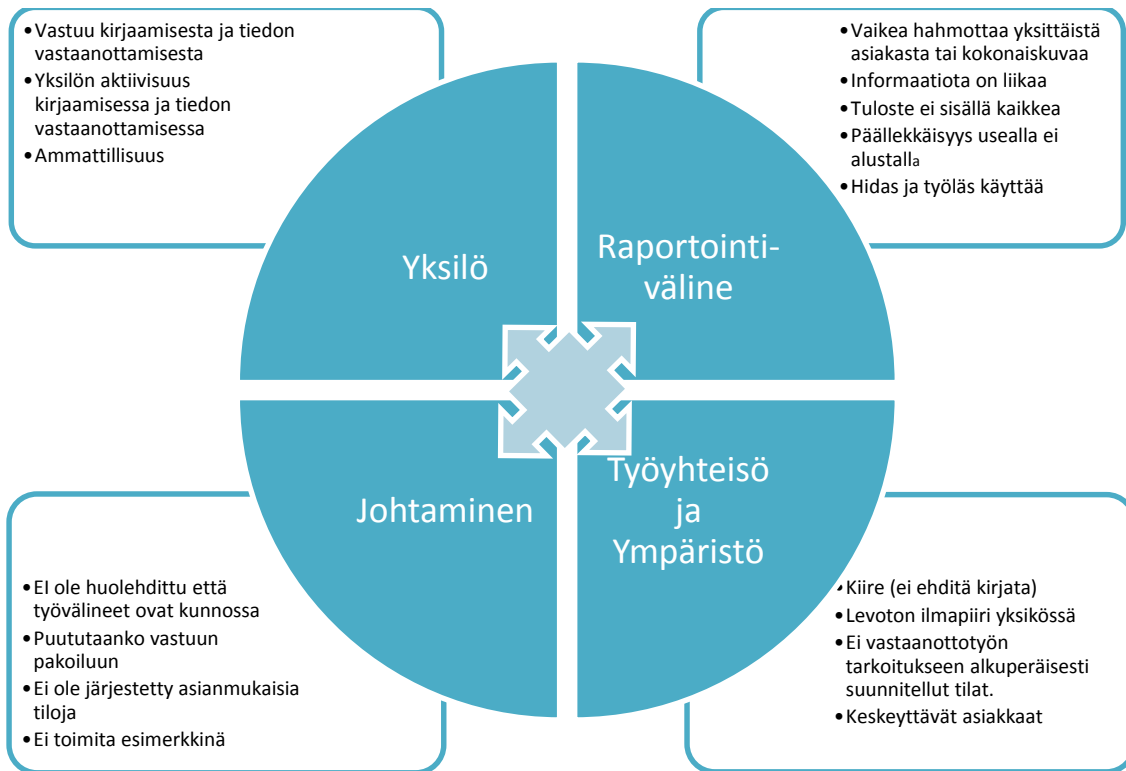 •Vastuu kirjaamisesta ja tiedon
vastaanottamisesta
•Yksilön aktiivisuus
kirjaamisessa ja tiedon
vastaanottamisessa
•Ammattillisuus
•Vaikea hahmottaa yksittäistä
asiakasta tai kokonaiskuvaa
•Informaatiota on liikaa
•Tuloste ei sisällä kaikkea
•Päällekkäisyys usealla ei
alustalla
•Hidas ja työläs käyttää
Yksilö
Raportointi-
väline
Johtaminen
Työyhteisö
ja
Ympäristö
•EI ole huolehdittu että
työvälineet ovat kunnossa
•Puututaanko vastuun
pakoiluun
•Ei ole järjestetty asianmukaisia
tiloja
•Ei toimita esimerkkinä
•Kiire (ei ehditä kirjata)
•Levoton ilmapiiri yksikössä
•Ei vastaanottotyön
tarkoitukseen alkuperäisesti
suunnitellut tilat.
•Keskeyttävät asiakkaat